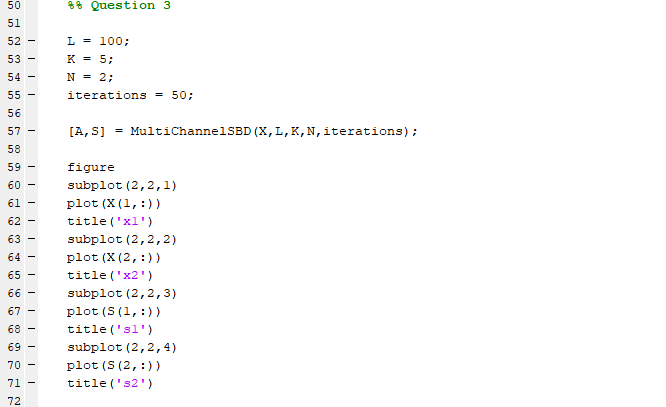 50 %% Question 3
51
52 - L = 100;
53 - K = 5;
54 - N = 2;
55 - iterations = 50;
56
57 - [A,S] = MultiChannelSBD(X,L,K,N,iterations);
58
59 - figure
60 - subplot(2,2,1)
61 - plot(X(1,:))
62 - title('x1')
63 - subplot(2,2,2)
64 - plot(X(2,:))
65 - title('x2')
66 - subplot(2,2,3)
67 - plot(S(1,:))
68 - title('s1')
69 - subplot(2,2,4)
70 - plot(S(2,:))
71 - title('s2')
72